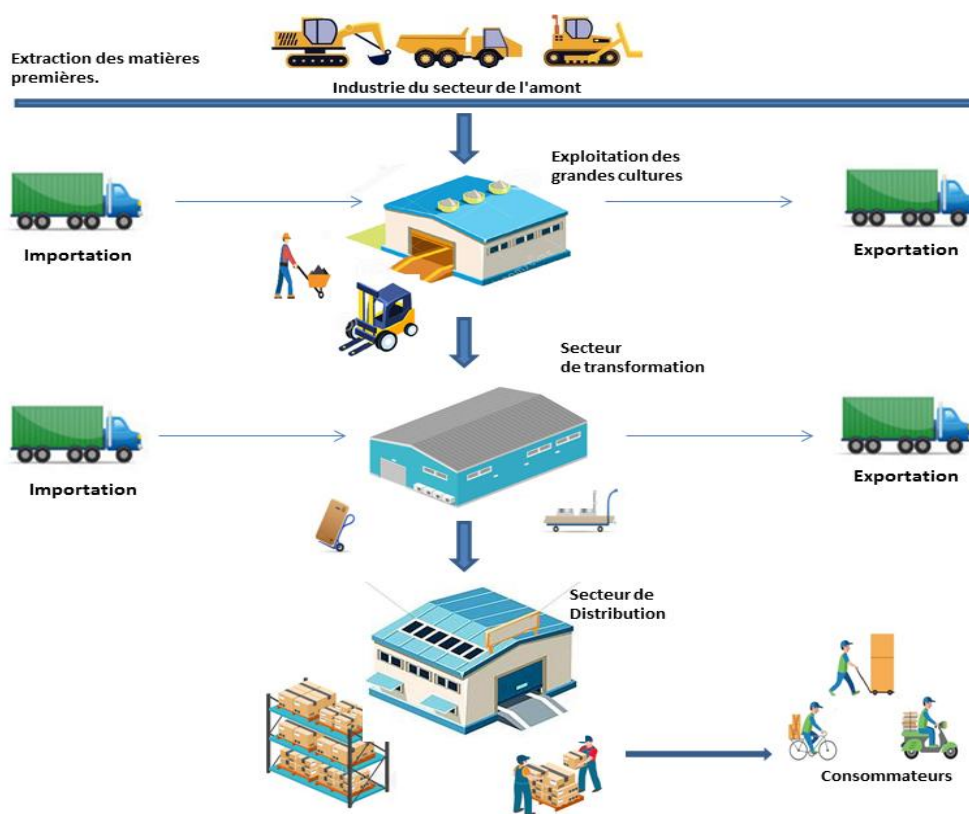 Extraction des matières
premières.
Industrie du secteur de l'amont
Exploitation des
grandes cultures
Importation
Exportation
Secteur
de transformation
Importation
Exportation
Secteur de
Distribution
Consommateurs